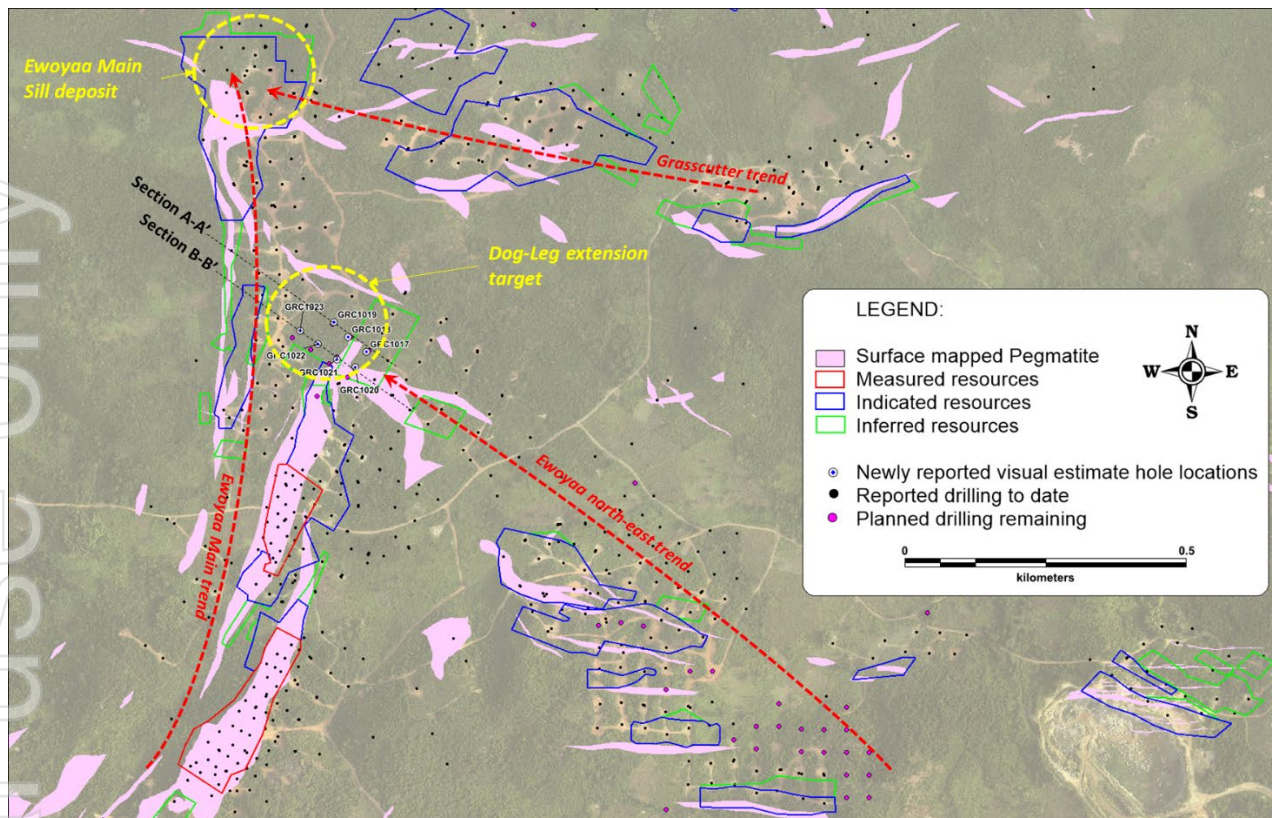 Ewoyaa Main
Sill deposit
Grasscutter trend
Section A-A'
Section B-B'
Dog-Leg extension
target
GRC1019
GRC1017
GRC1022
GRC1021
GRC1020
Ewoyaa Main trend
Ewoyaa north-east trend
LEGEND:
Surface mapped Pegmatite
Measured resources
Indicated resources
Inferred resources
Newly reported visual estimate hole locations
Reported drilling to date
Planned drilling remaining
0
0.5
kilometers
N
W
E
S
use only